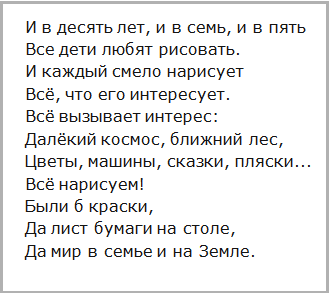 И в десять лет, и в семь, и в пять
Все дети любят рисовать.
И каждый смело нарисует
Всё, что его интересует.
Всё вызывает интерес:
Далёкий космос, ближний лес,
Цветы, машины, сказки, пляски...
Всё нарисуем!
Были б краски,
Да лист бумаги на столе,
Да мир в семье и на Земле.